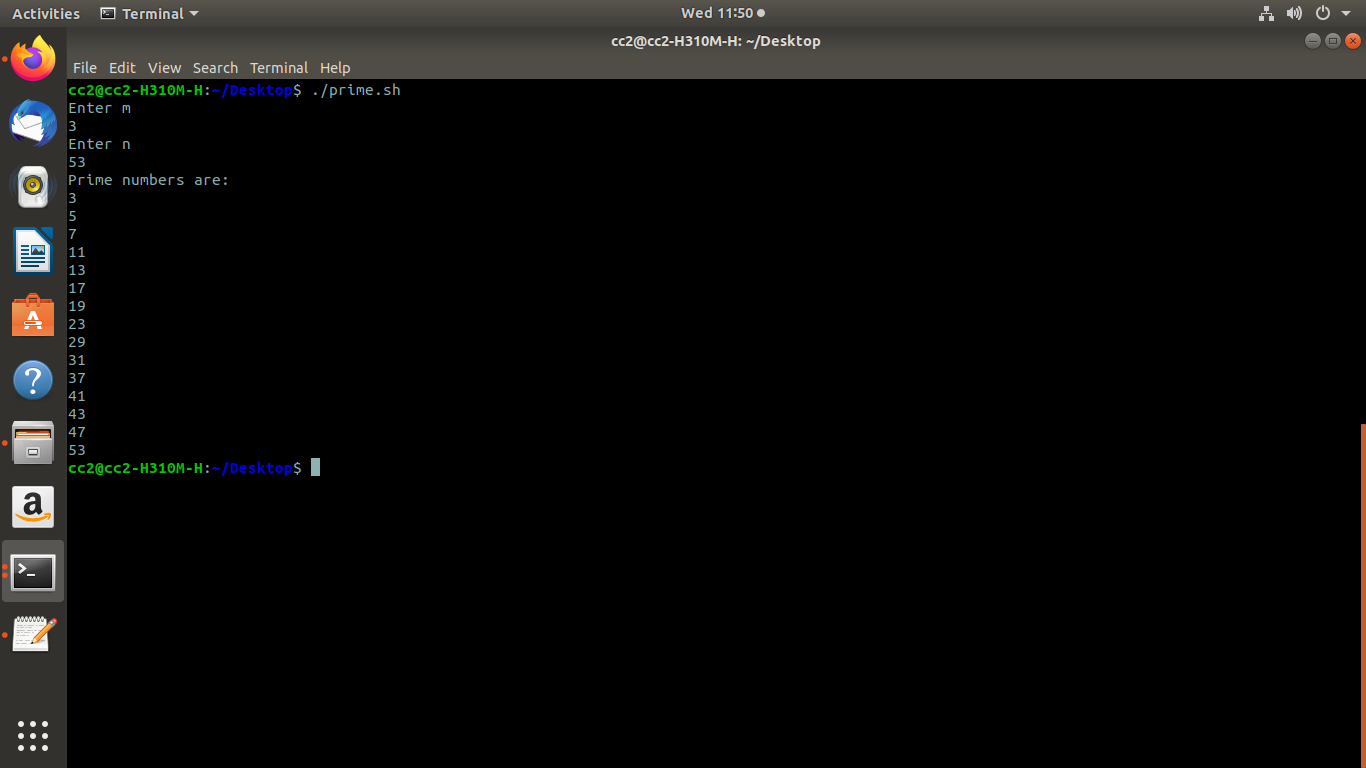 Activities Terminal Wed 11:50
cc2@cc2-H310M-H: ~/Desktop
File Edit View Search Terminal Help
cc2@cc2-H310M-H:~/Desktop$ ./prime.sh
Enter m
3
Enter n
53
Prime numbers are:
3
5
7
11
13
17
19
23
29
31
37
41
43
47
53
cc2@cc2-H310M-H:~/Desktop$